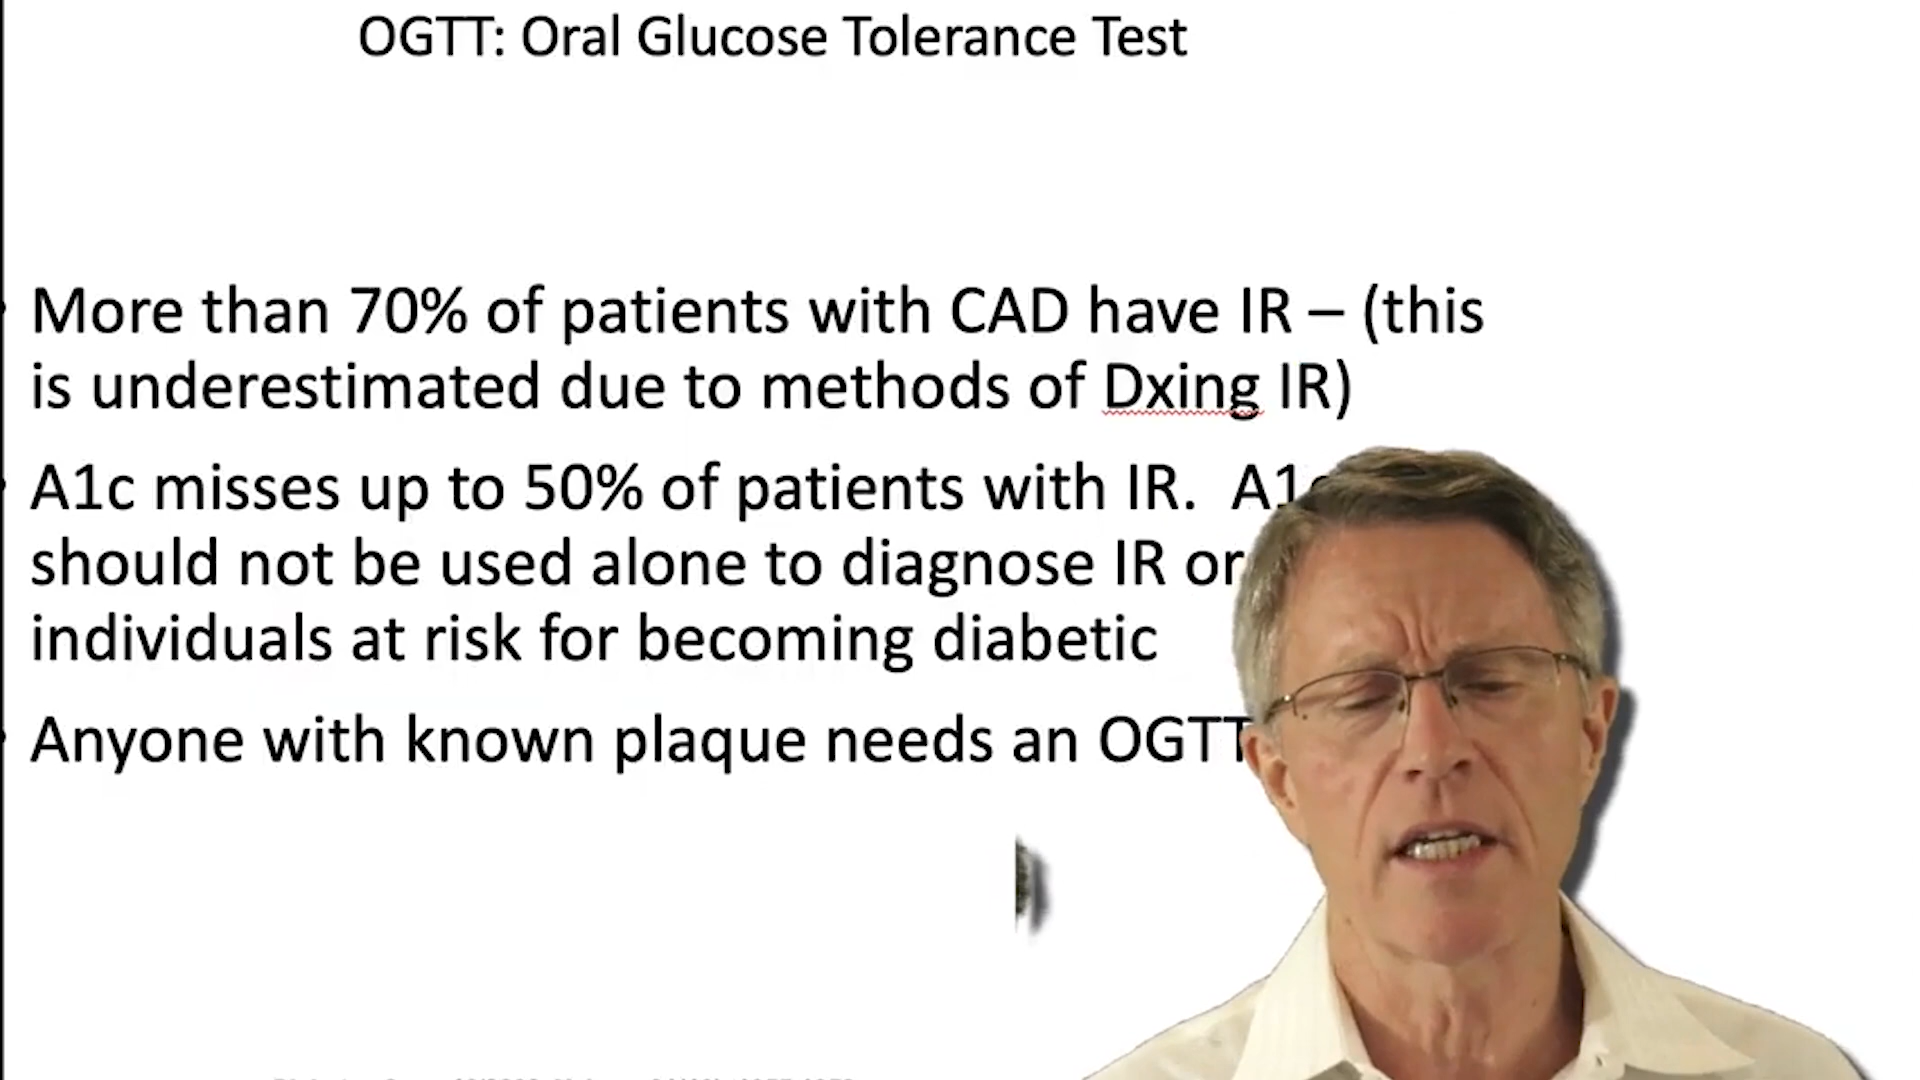 OGTT: Oral Glucose Tolerance Test
More than 70% of patients with CAD have IR – (this
is underestimated due to methods of Dxing IR)
A1c misses up to 50% of patients with IR. A1c
should not be used alone to diagnose IR or
individuals at risk for becoming diabetic
Anyone with known plaque needs an OGTT